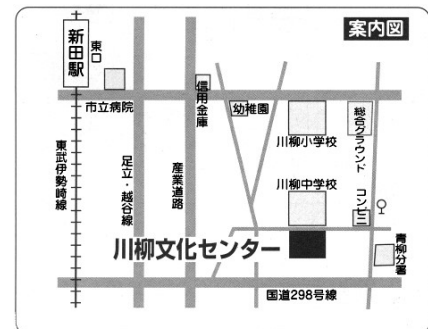 案内図
新田駅
東口
市立病院
信用金庫
幼稚園
川柳小学校
総合グラウンド
東武伊勢崎線
足立・越谷線
産業道路
川柳中学校
コンビニ
川柳文化センター
青柳分署
国道298号線